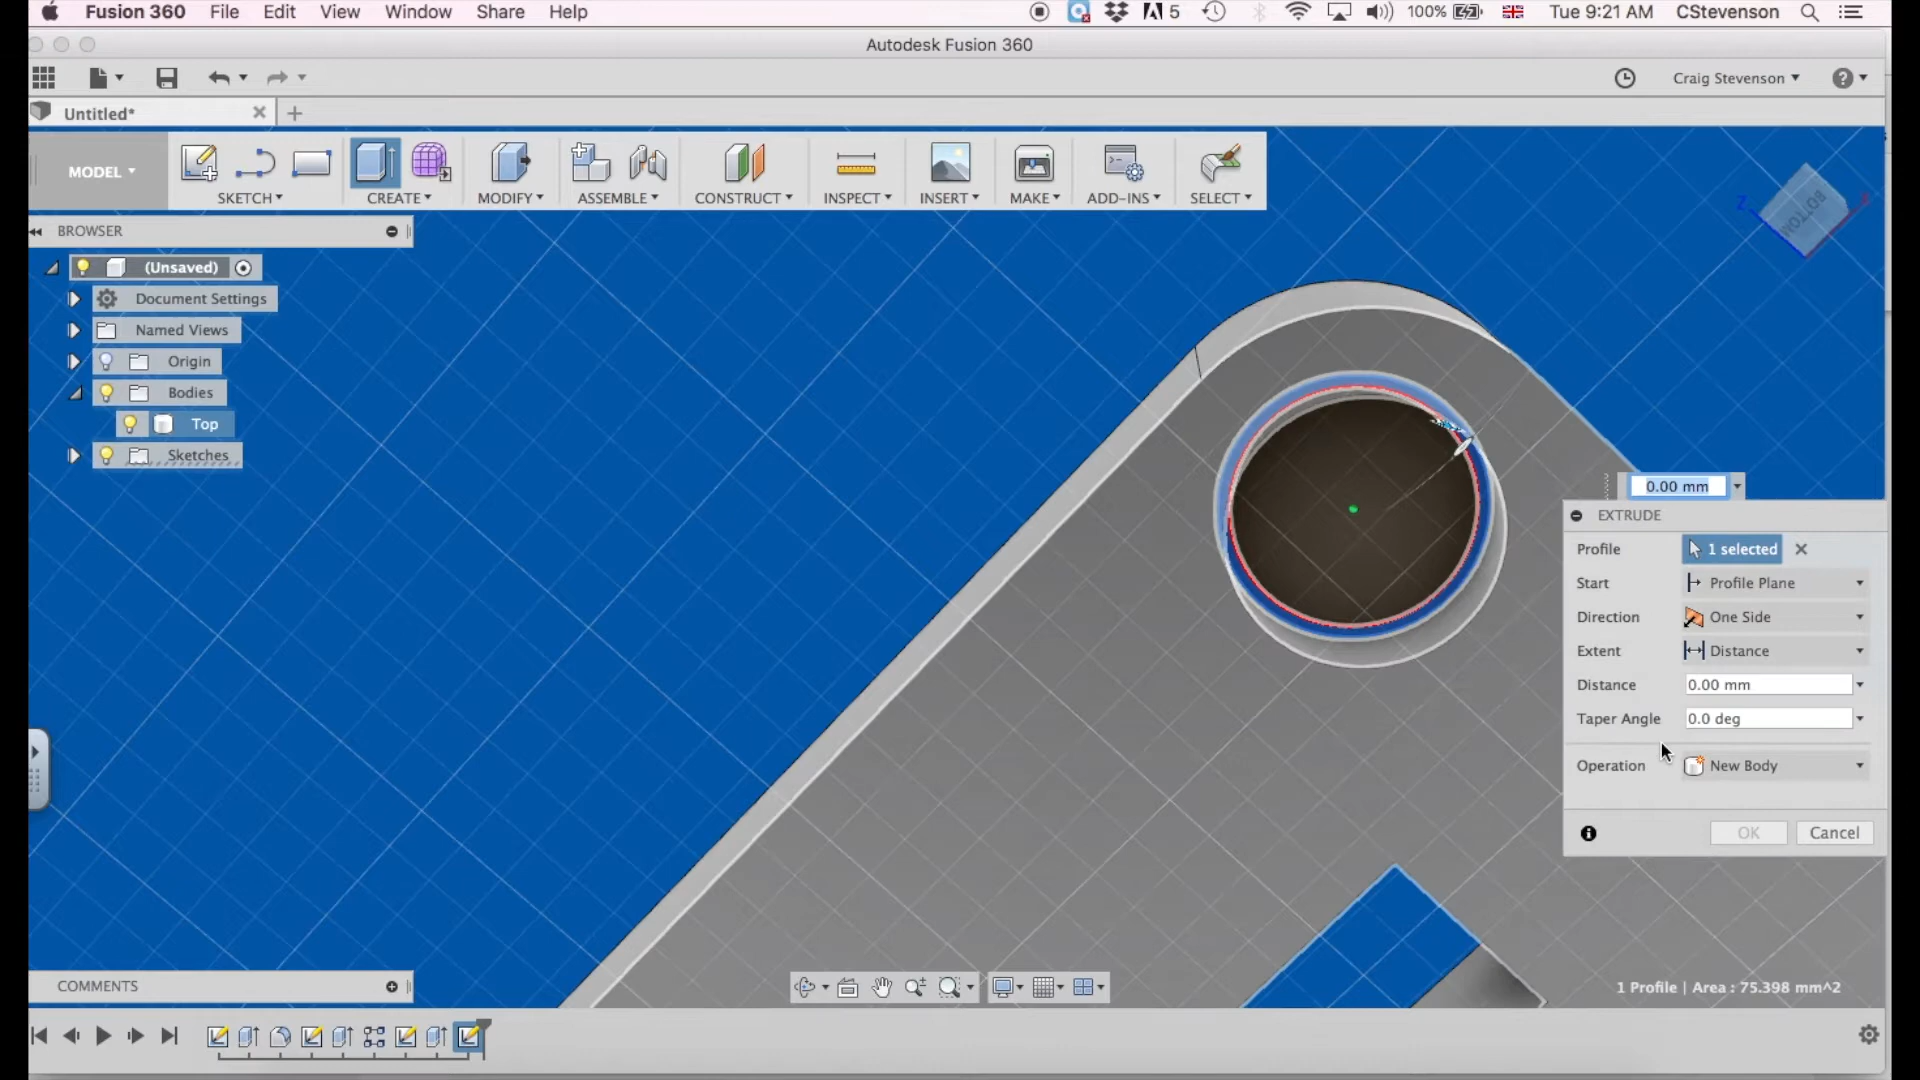 Fusion 360 File Edit View Window Share Help 5 100% Tue 9:21 AM CStevenson
Autodesk Fusion 360
Craig Stevenson
Untitled*
MODEL
SKETCH CREATE MODIFY ASSEMBLE CONSTRUCT INSPECT INSERT MAKE ADD-INS SELECT
Z
BOTTOM
BROWSER
(Unsaved)
Document Settings
Named Views
Origin
Bodies
Top
Sketches
0.00 mm
EXTRUDE
Profile 1 selected
Start Profile Plane
Direction One Side
Extent Distance
Distance 0.00 mm
Taper Angle 0.0 deg
Operation New Body
OK Cancel
COMMENTS
1 Profile | Area : 75.398 mm^2